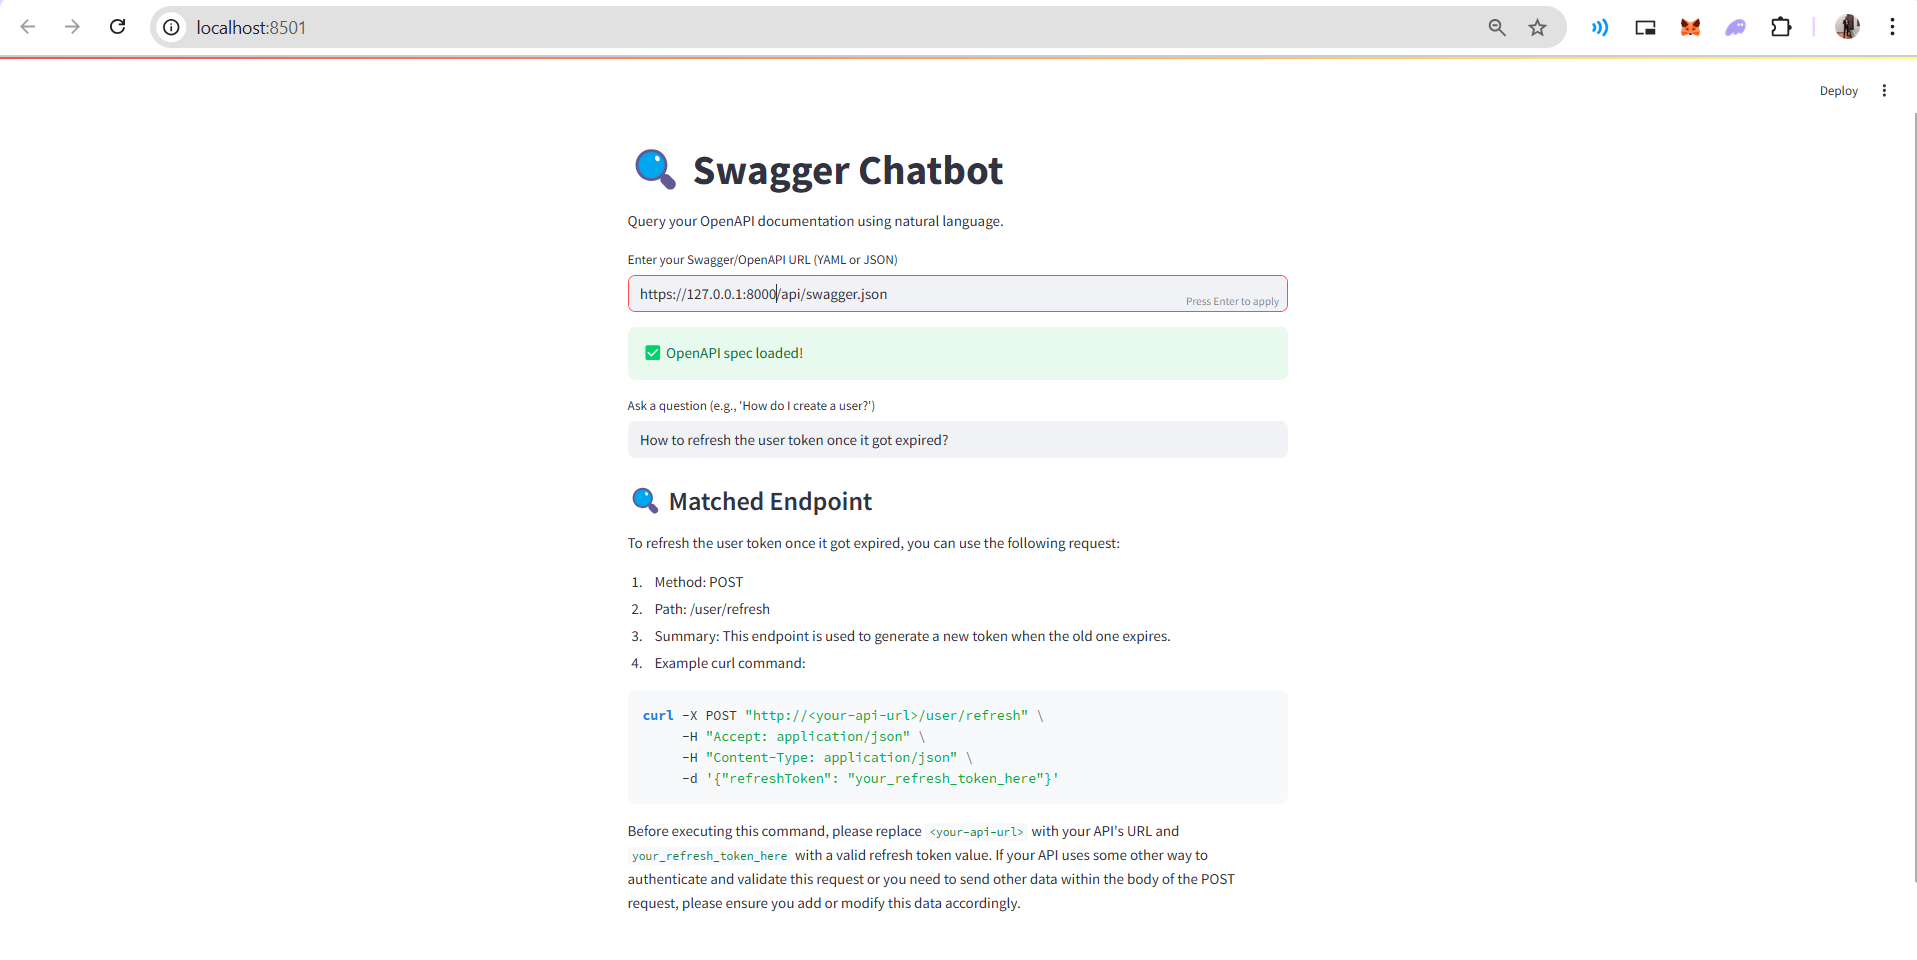 localhost:8501
Deploy
Swagger Chatbot
Query your OpenAPI documentation using natural language.
Enter your Swagger/OpenAPI URL (YAML or JSON)
https://127.0.0.1:8000/api/swagger.json
Press Enter to apply
OpenAPI spec loaded!
Ask a question (e.g., 'How do I create a user?')
How to refresh the user token once it got expired?
Matched Endpoint
To refresh the user token once it got expired, you can use the following request:
1. Method: POST
2. Path: /user/refresh
3. Summary: This endpoint is used to generate a new token when the old one expires.
4. Example curl command:
curl -X POST "http://<your-api-url>/user/refresh" \
-H "Accept: application/json" \
-H "Content-Type: application/json" \
-d '{"refreshToken": "your_refresh_token_here"}'
Before executing this command, please replace <your-api-url> with your API's URL and
your_refresh_token_here with a valid refresh token value. If your API uses some other way to
authenticate and validate this request or you need to send other data within the body of the POST
request, please ensure you add or modify this data accordingly.